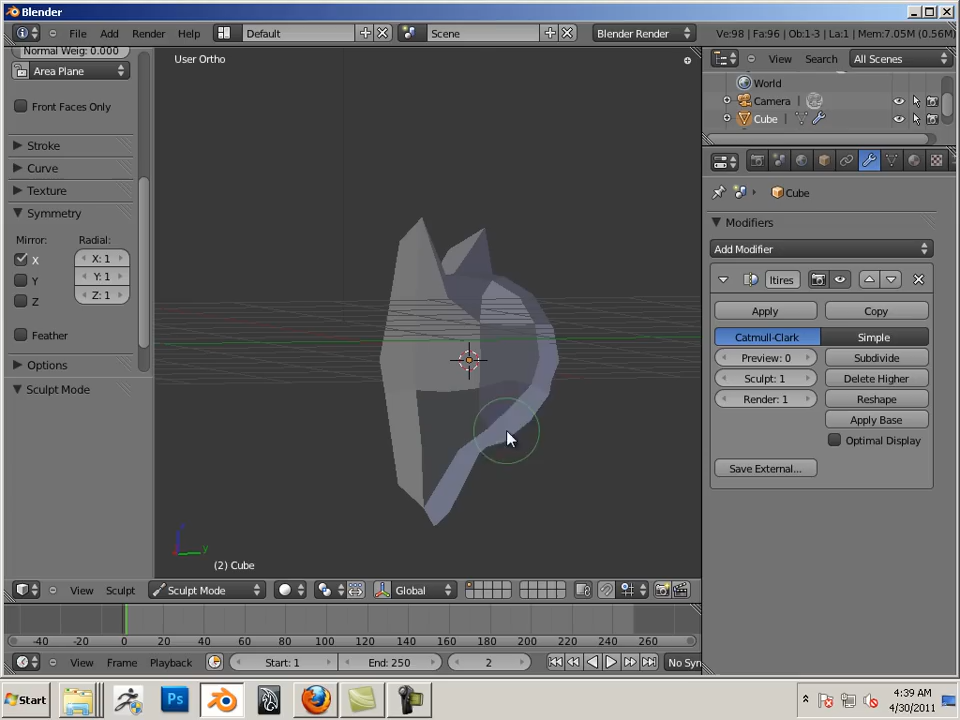 Blender
File Add Render Help Default Scene Blender Render Ve:98 | Fa:96 | Ob:1-3 | La:1 | Mem:7.05M (0.56M)
Normal Weig: 0.000
Area Plane
Front Faces Only
Stroke
Curve
Texture
Symmetry
Mirror: Radial:
X X: 1
Y Y: 1
Z Z: 1
Feather
Options
Sculpt Mode
User Ortho
z
y
(2) Cube
View Sculpt Sculpt Mode Global
-40 -20 0 20 40 60 80 100 120 140 160 180 200 220 240 260
View Frame Playback Start: 1 End: 250 2 No Syn
View Search All Scenes
World
Camera
Cube
Cube
Modifiers
Add Modifier
ltires
Apply Copy
Catmull-Clark Simple
Preview: 0 Subdivide
Sculpt: 1 Delete Higher
Render: 1 Reshape
Apply Base
Optimal Display
Save External...
Start Ps 4:39 AM
4/30/2011